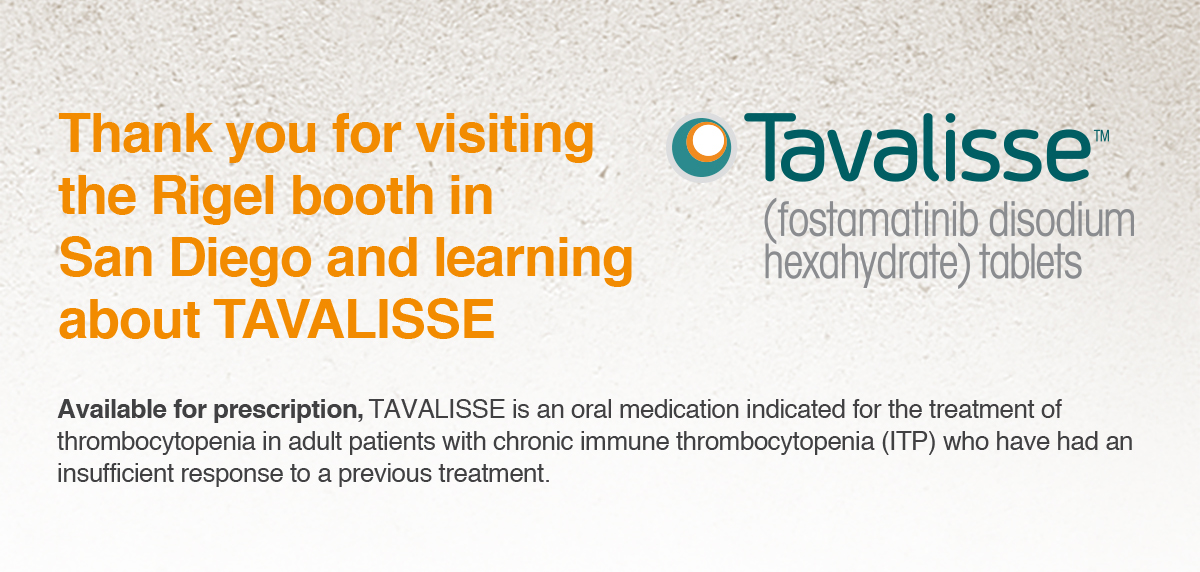 Thank you for visiting
the Rigel booth in
San Diego and learning
about TAVALISSE
Tavalisse™
(fostamatinib disodium
hexahydrate) tablets
Available for prescription, TAVALISSE is an oral medication indicated for the treatment of
thrombocytopenia in adult patients with chronic immune thrombocytopenia (ITP) who have had an
insufficient response to a previous treatment.